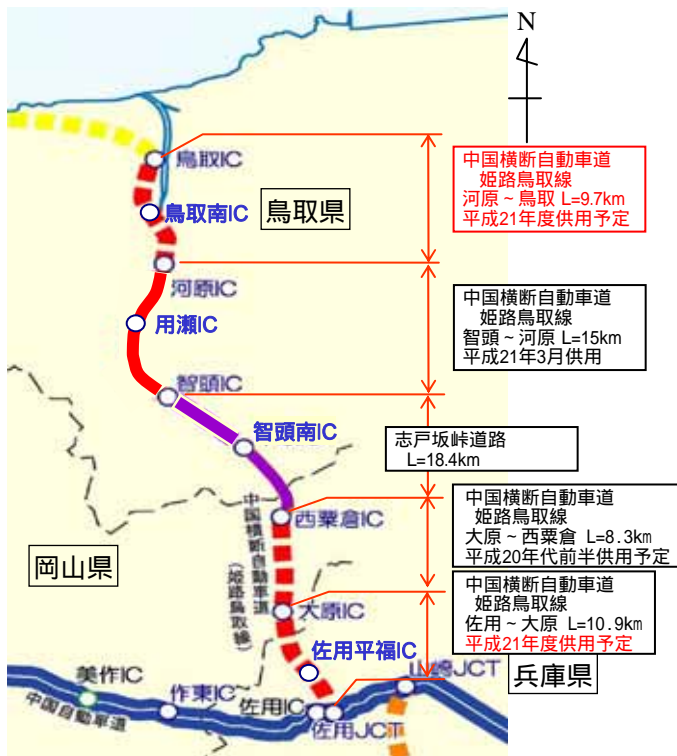 N
鳥取IC
中国横断自動車道
姫路鳥取線
河原~鳥取 L=9.7km
平成21年度供用予定
鳥取南IC
鳥取県
河原IC
中国横断自動車道
姫路鳥取線
智頭~河原 L=15km
平成21年3月供用
用瀬IC
智頭IC
智頭南IC
志戸坂峠道路
L=18.4km
西粟倉IC
中国横断自動車道
(姫路鳥取線)
中国横断自動車道
姫路鳥取線
大原~西粟倉 L=8.3km
平成20年代前半供用予定
岡山県
大原IC
中国横断自動車道
姫路鳥取線
佐用~大原 L=10.9km
平成21年度供用予定
佐用平福IC
山崎JCT
兵庫県
美作IC
作東IC
佐用IC
佐用JCT
中国自動車道